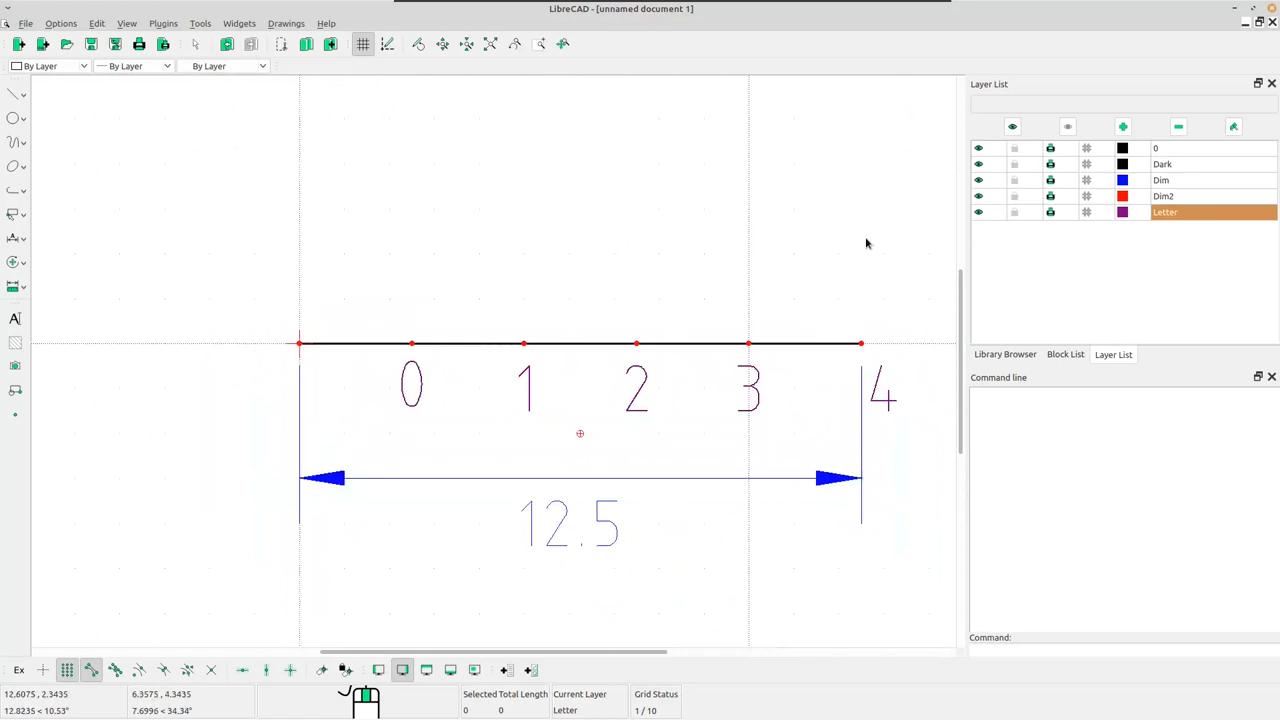 LibreCAD - [unnamed document 1]
File Options Edit View Plugins Tools Widgets Drawings Help
By Layer By Layer By Layer
Layer List
0
Dark
Dim
Dim2
Letter
0 1 2 3 4
12.5
Library Browser Block List Layer List
Command line
Command:
Ex
12.6075 , 2.3435 6.3575 , 4.3435 Selected Total Length Current Layer Grid Status
12.8235 < 10.53° 7.6996 < 34.34° 0 0 Letter 1 / 10